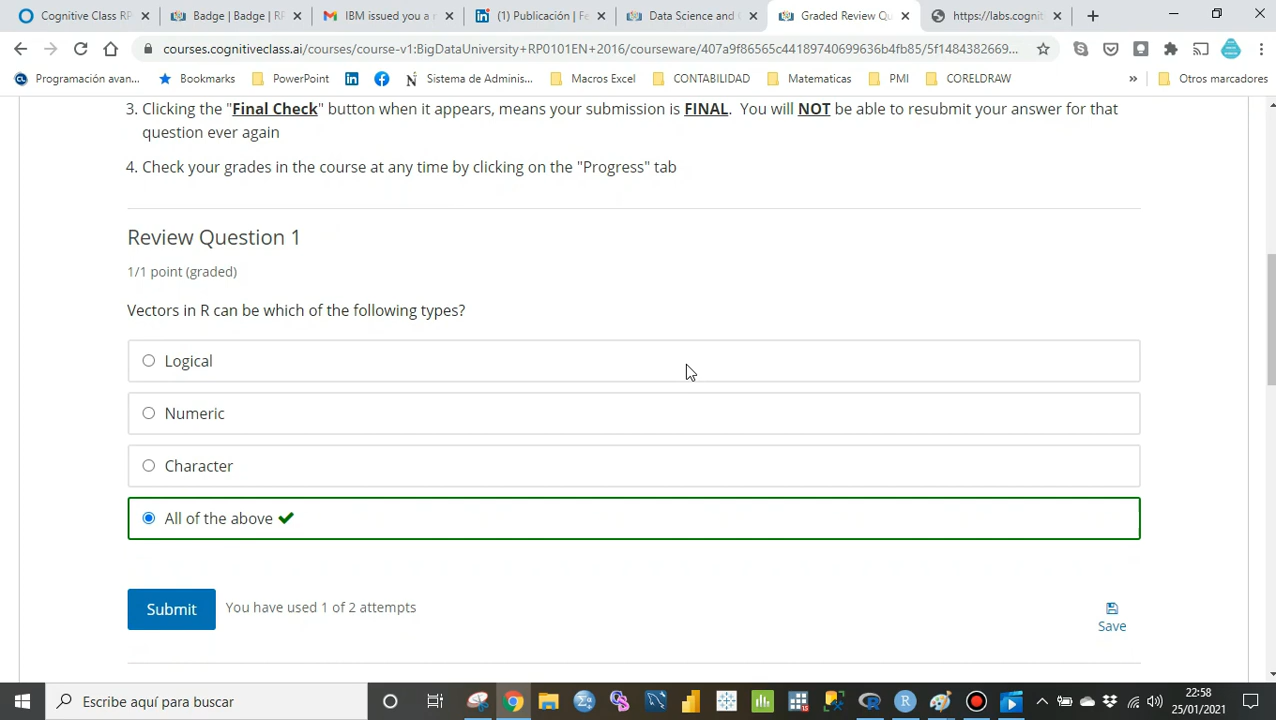 Cognitive Class RP
Badge | Badge | RP
IBM issued you a n
(1) Publicación | Fe
Data Science and C
Graded Review Qu
https://labs.cogniti
courses.cognitiveclass.ai/courses/course-v1:BigDataUniversity+RP0101EN+2016/courseware/407a9f86565c44189740699636b4fb85/5f1484382669...
Programación avan...
Bookmarks
PowerPoint
Sistema de Adminis...
Macros Excel
CONTABILIDAD
Matematicas
PMI
CORELDRAW
»
Otros marcadores
3. Clicking the "Final Check" button when it appears, means your submission is FINAL. You will NOT be able to resubmit your answer for that
question ever again
4. Check your grades in the course at any time by clicking on the "Progress" tab
Review Question 1
1/1 point (graded)
Vectors in R can be which of the following types?
Logical
Numeric
Character
All of the above
Submit
You have used 1 of 2 attempts
Save
Escribe aquí para buscar
22:58
25/01/2021